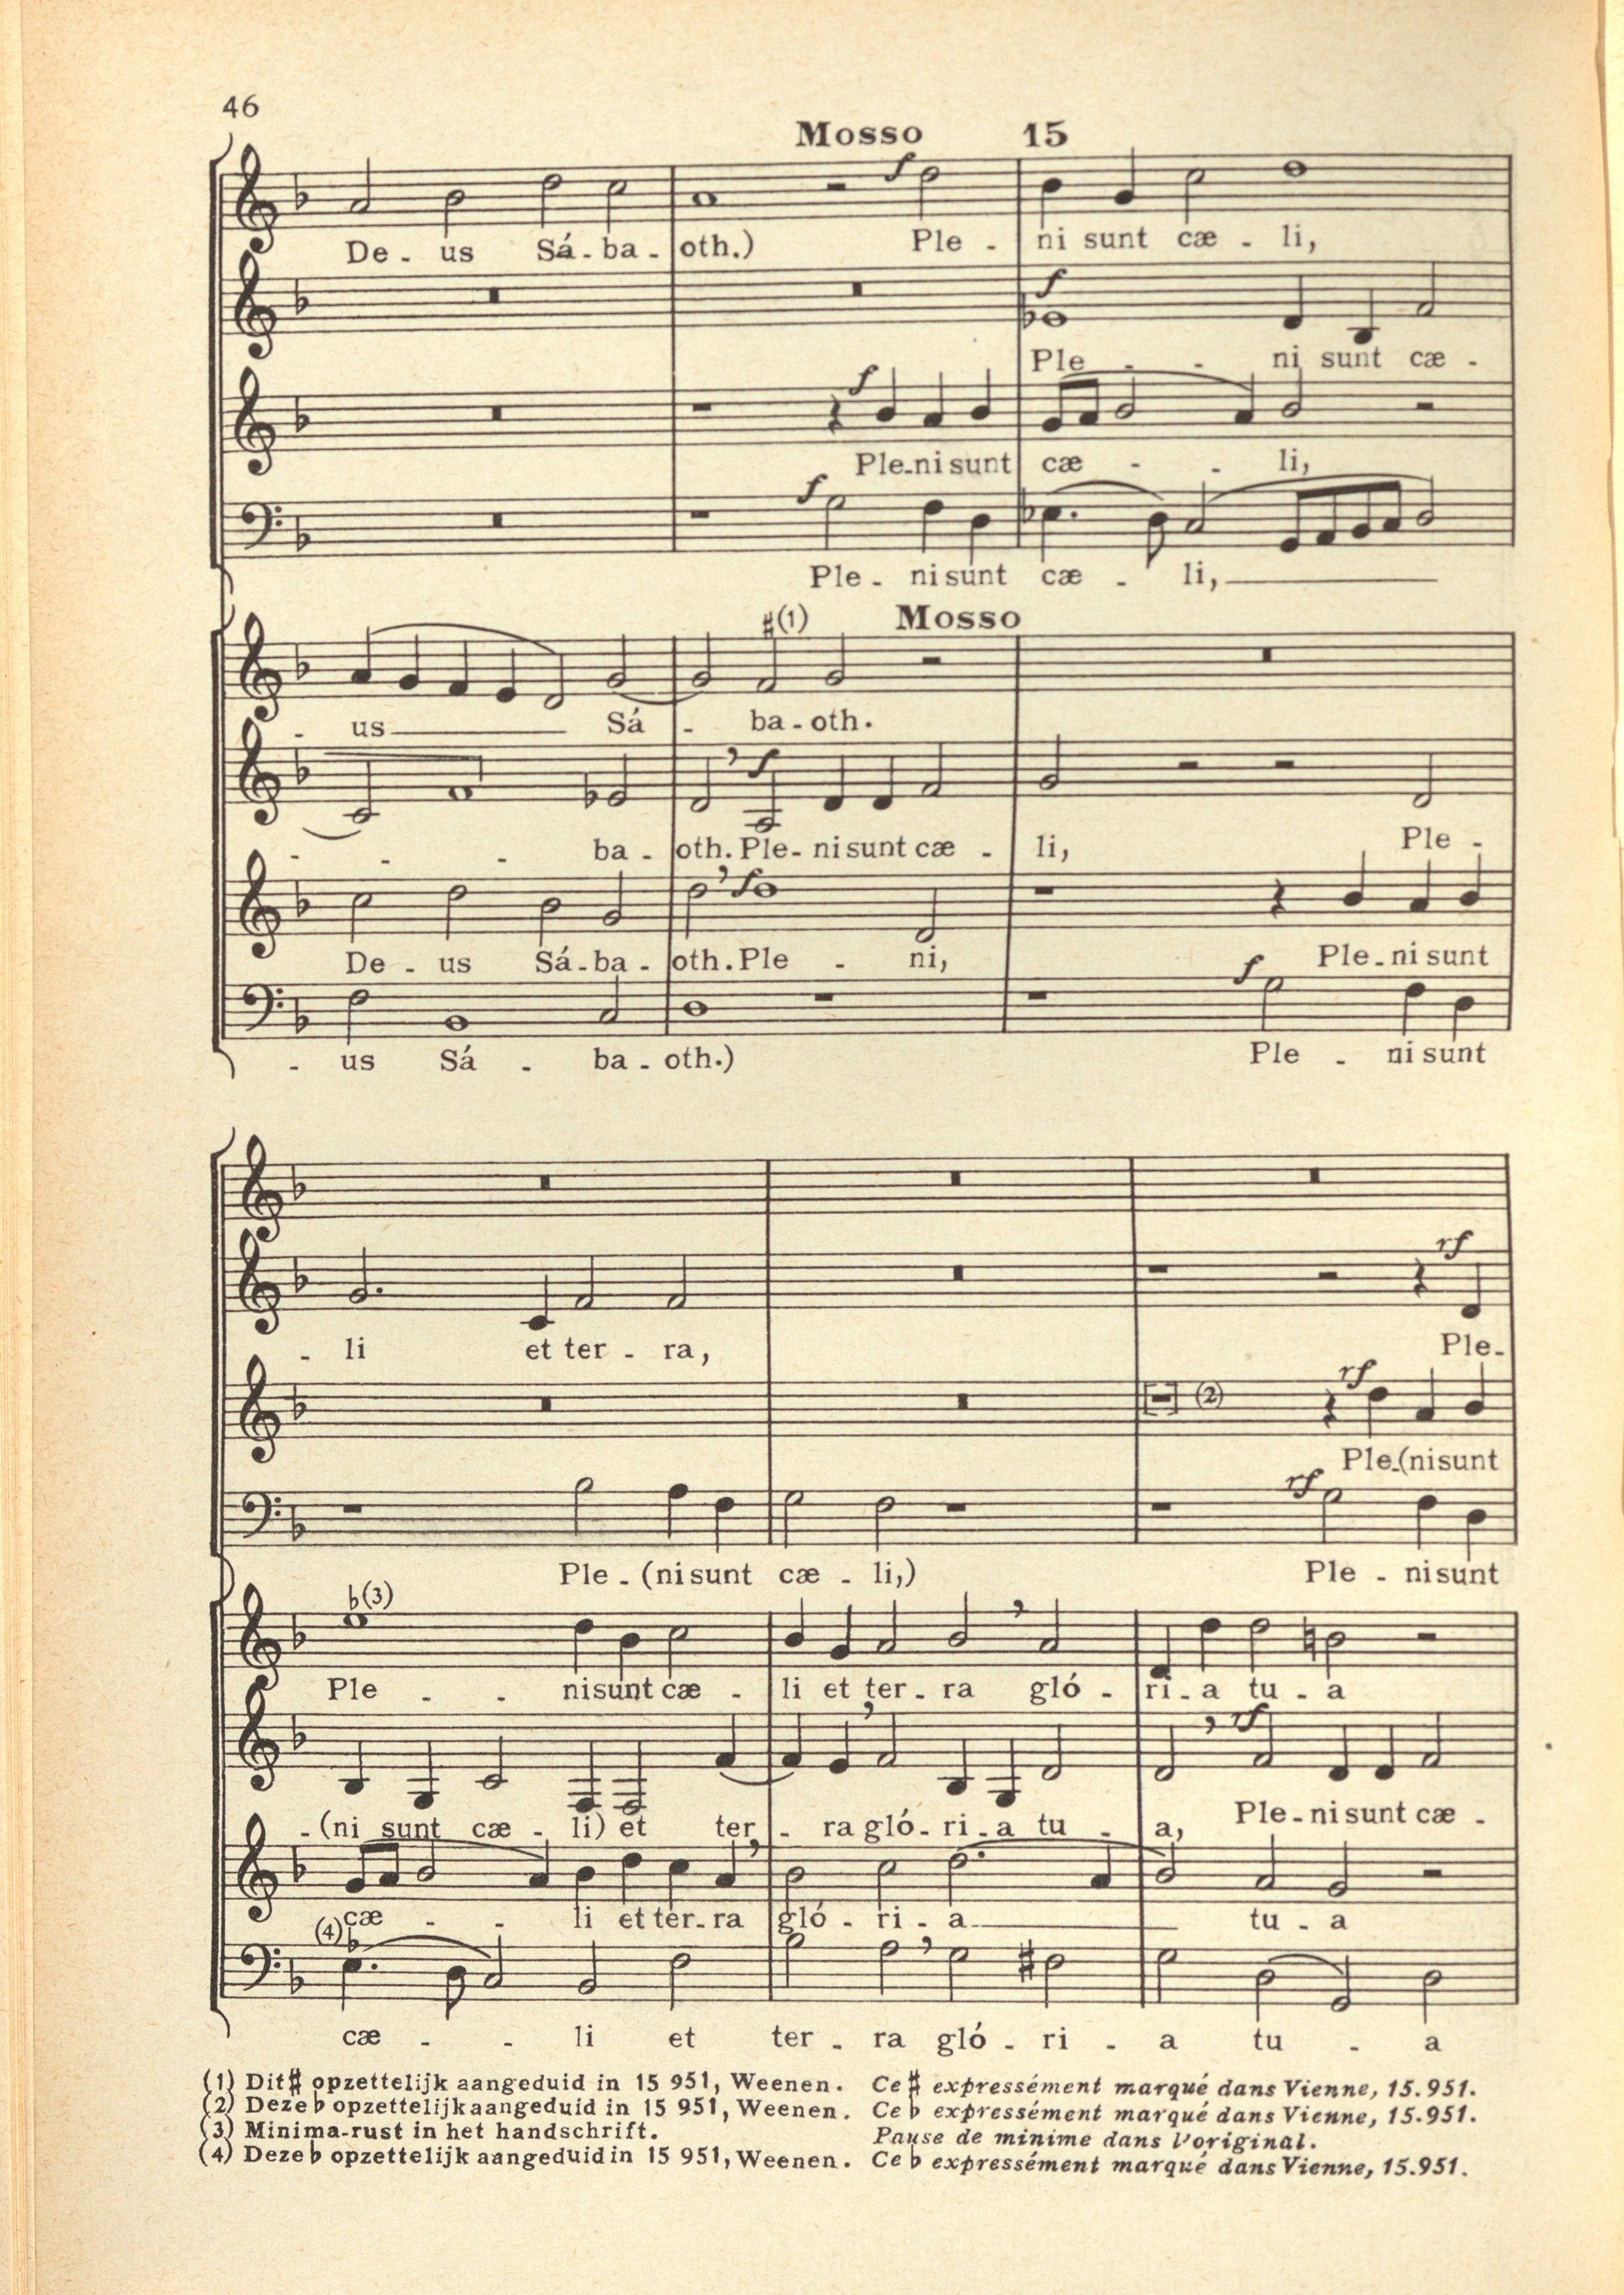 46
Mosso 15
f
De - us Sá - ba - oth.) Ple - ni sunt cæ - li,
f
Ple - - ni sunt cæ -
f
Ple - ni sunt cæ - - li,
f
Ple - ni sunt cæ - li,
♯(1) Mosso
- us Sá - ba - oth.
f
- - - ba - oth. Ple - ni sunt cæ - li, Ple -
f
De - us Sá - ba - oth. Ple - ni, Ple - ni sunt
f
- us Sá - ba - oth.) Ple - ni sunt
rf
- li et ter - ra, Ple -
(2) rf
Ple - (ni sunt
rf
Ple - (ni sunt cæ - li,) Ple - ni sunt
♭(3)
Ple - - ni sunt cæ - li et ter - ra gló - ri - a tu - a
rf
- (ni sunt cæ - li) et ter - ra gló - ri - a tu - a, Ple - ni sunt cæ -
cæ - - li et ter - ra gló - ri - a tu - a
(4) ♭
cæ - - li et ter - ra gló - ri - a tu - a
(1) Dit ♯ opzettelijk aangeduid in 15 951, Weenen. Ce ♯ expressément marqué dans Vienne, 15.951.
(2) Deze ♭ opzettelijk aangeduid in 15 951, Weenen. Ce ♭ expressément marqué dans Vienne, 15.951.
(3) Minima-rust in het handschrift. Pause de minime dans l'original.
(4) Deze ♭ opzettelijk aangeduid in 15 951, Weenen. Ce ♭ expressément marqué dans Vienne, 15.951.